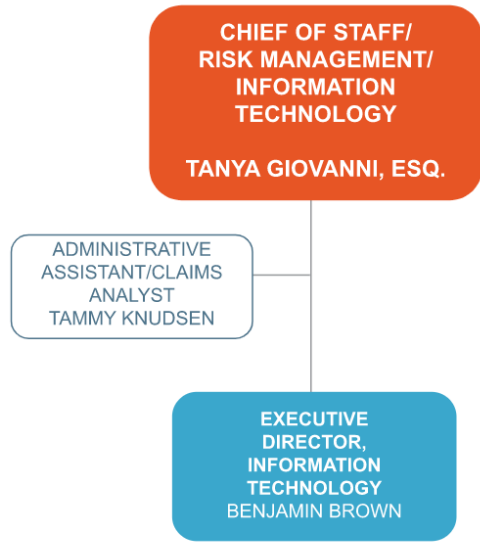 CHIEF OF STAFF/
RISK MANAGEMENT/
INFORMATION
TECHNOLOGY
TANYA GIOVANNI, ESQ.
ADMINISTRATIVE
ASSISTANT/CLAIMS
ANALYST
TAMMY KNUDSEN
EXECUTIVE
DIRECTOR,
INFORMATION
TECHNOLOGY
BENJAMIN BROWN